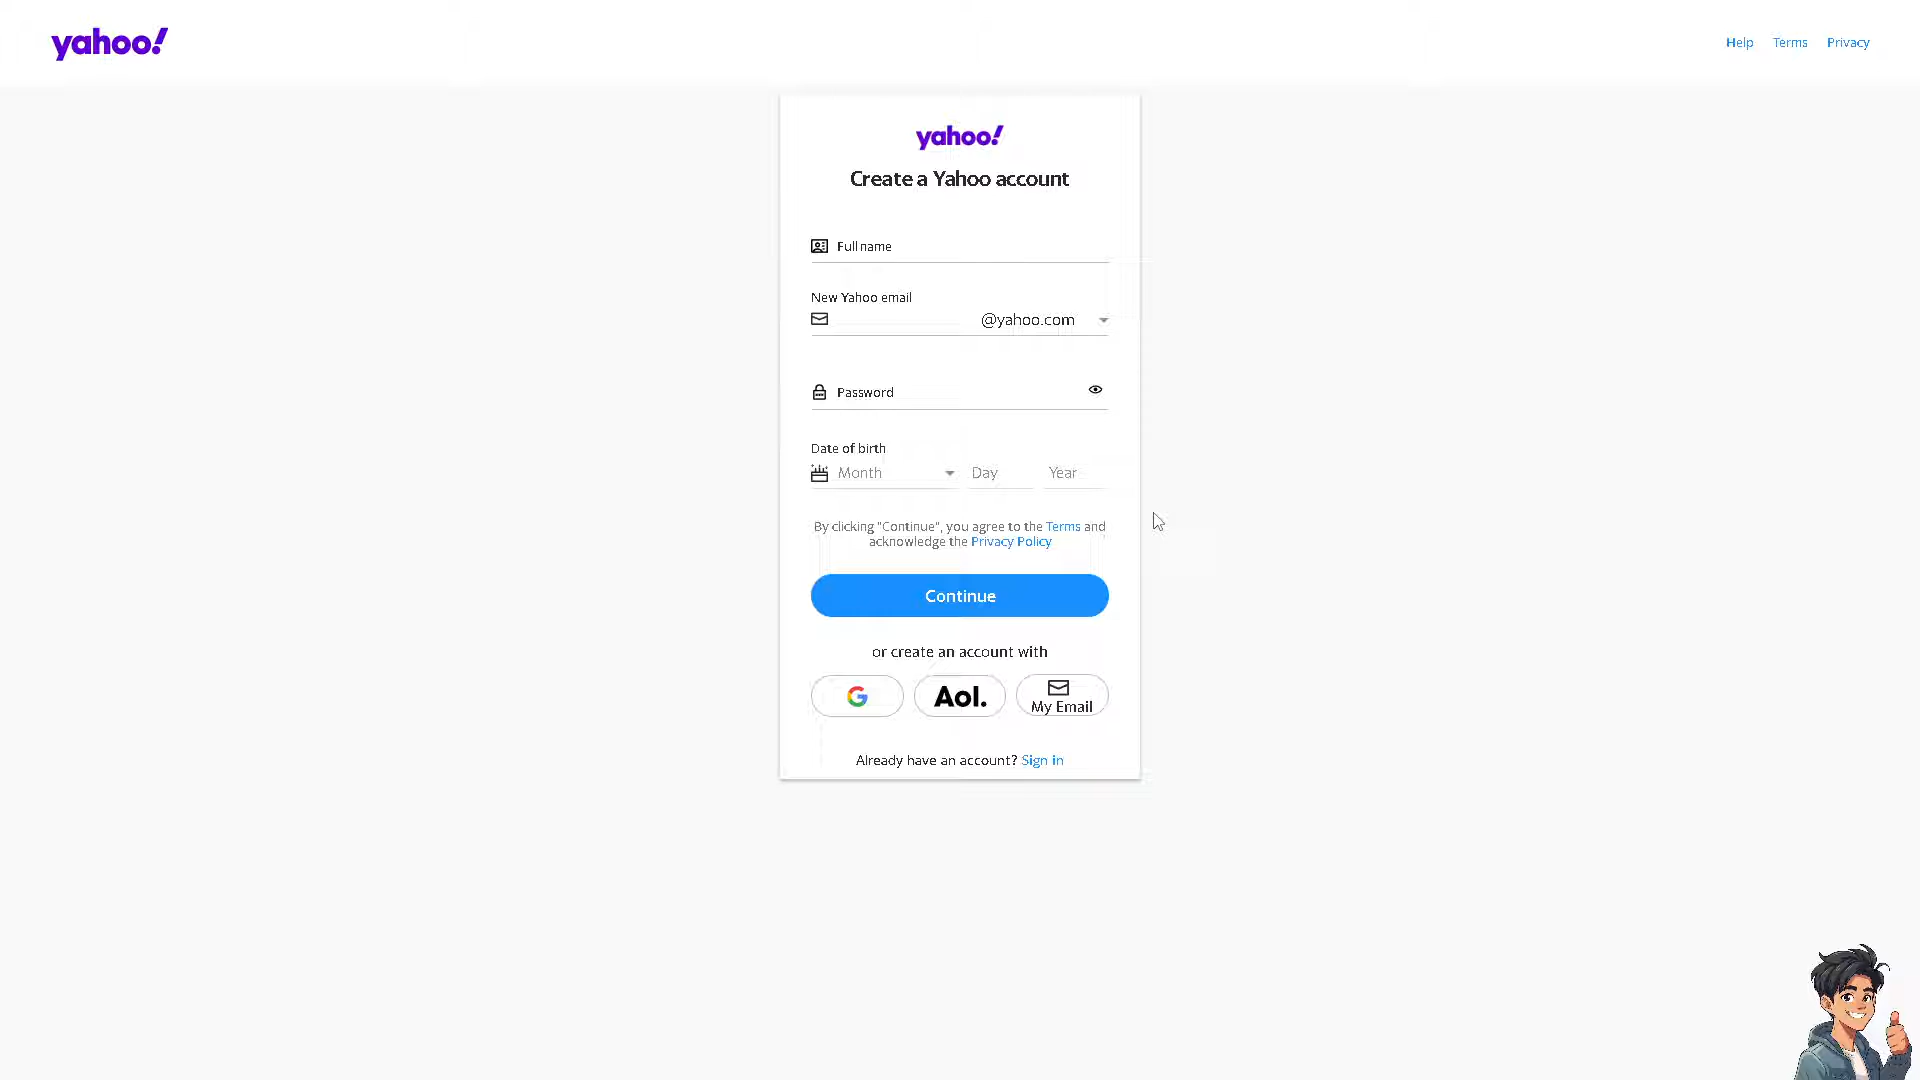 yahoo!
Help Terms Privacy
yahoo!
Create a Yahoo account
Full name
New Yahoo email
@yahoo.com
Password
Date of birth
Month Day Year
By clicking "Continue", you agree to the Terms and
acknowledge the Privacy Policy
Continue
or create an account with
G Aol. My Email
Already have an account? Sign in